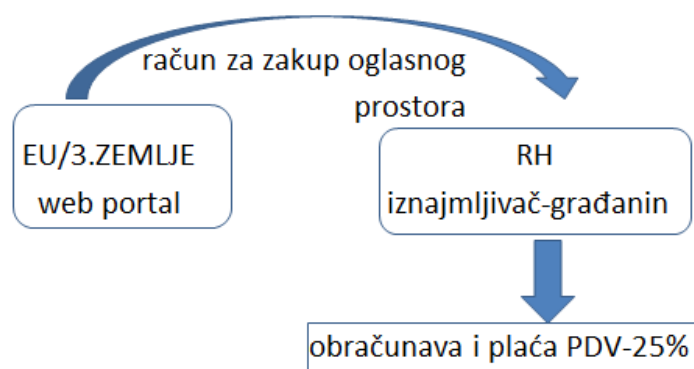 račun za zakup oglasnog
prostora
EU/3.ZEMLJE
web portal
RH
iznajmljivač-građanin
obračunava i plaća PDV-25%